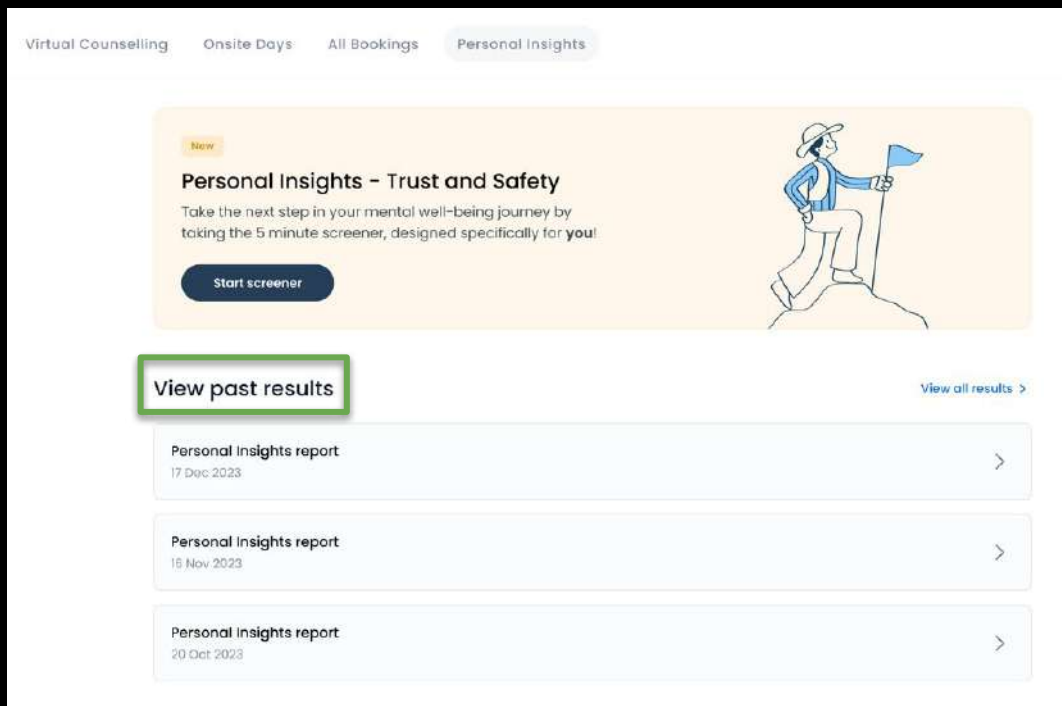 Virtual Counselling Onsite Days All Bookings Personal Insights
New
Personal Insights - Trust and Safety
Take the next step in your mental well-being journey by
taking the 5 minute screener, designed specifically for you!
Start screener
View past results
View all results >
Personal Insights report
17 Dec 2023
Personal Insights report
16 Nov 2023
Personal Insights report
20 Oct 2023